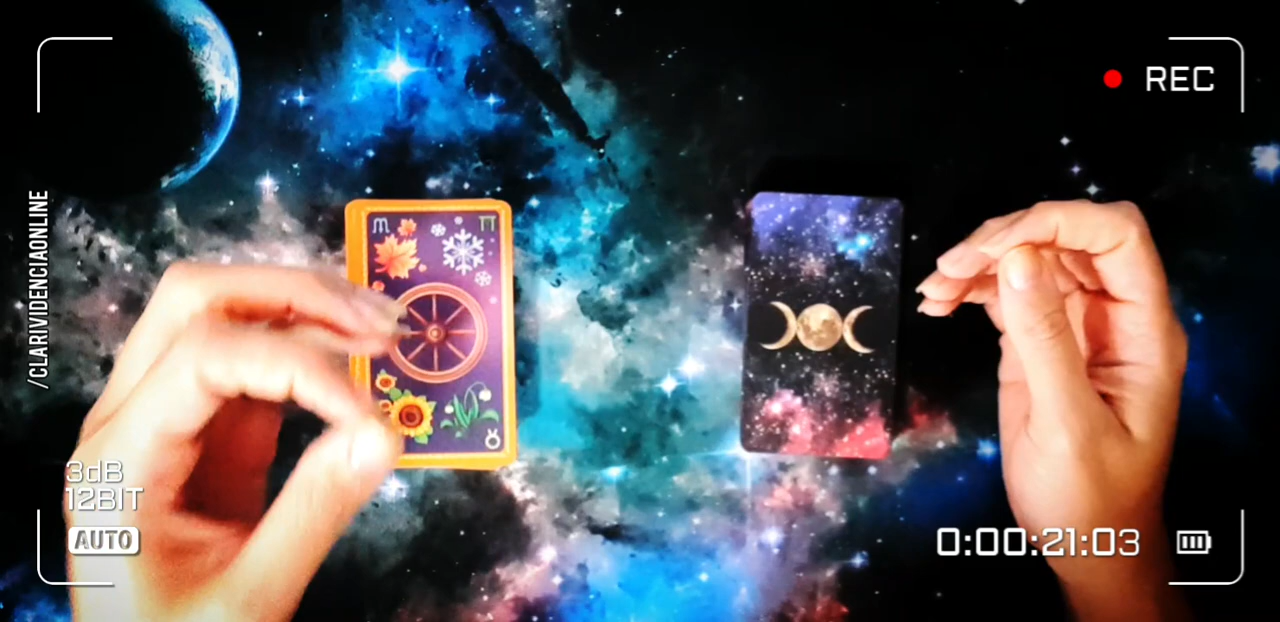 REC
/CLARIVIDENCIAONLINE
3dB
12BIT
AUTO
0:00:21:03